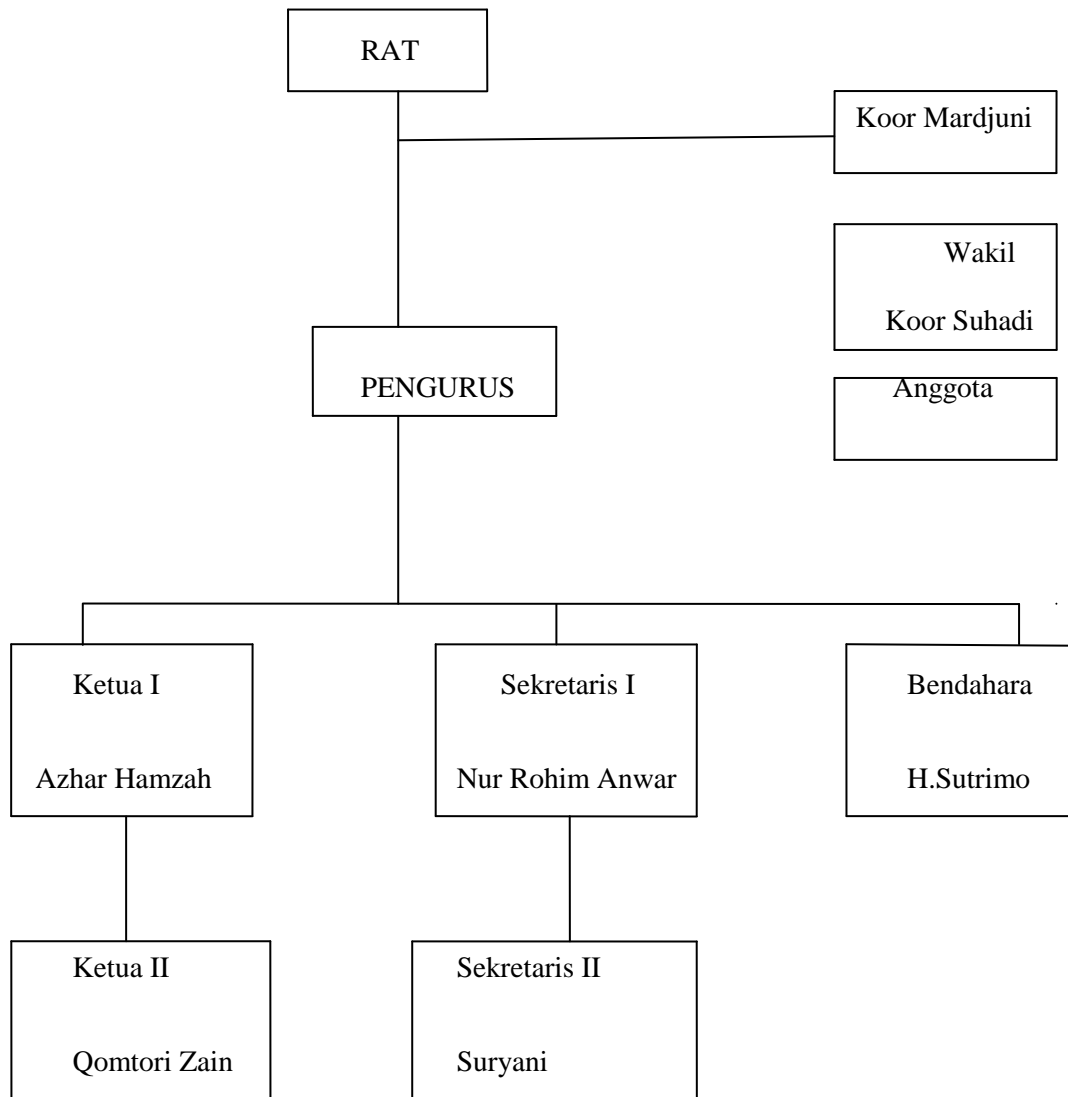 RAT
Koor Mardjuni
Wakil
Koor Suhadi
PENGURUS
Anggota
Ketua I
Azhar Hamzah
Sekretaris I
Nur Rohim Anwar
Bendahara
H.Sutrimo
Ketua II
Qomtori Zain
Sekretaris II
Suryani